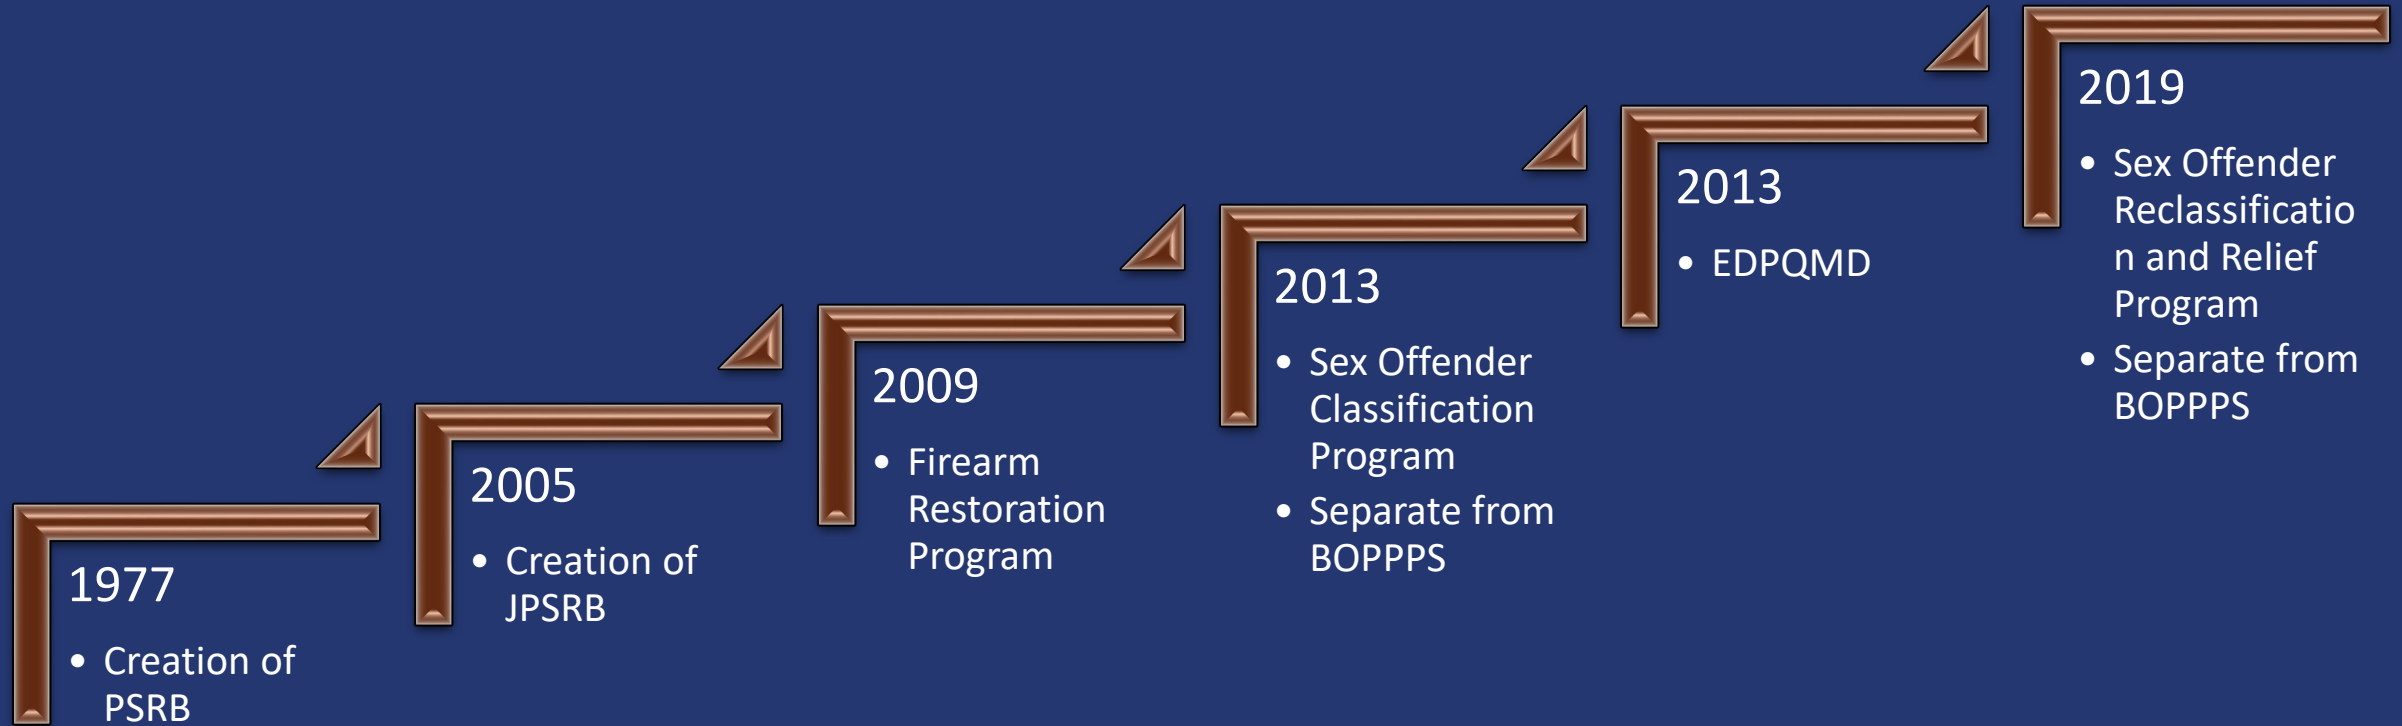 1977
• Creation of
PSRB
2005
• Creation of
JPSRB
2009
• Firearm
Restoration
Program
2013
• Sex Offender
Classification
Program
• Separate from
BOPPPS
2013
• EDPQMD
2019
• Sex Offender
Reclassificatio
n and Relief
Program
• Separate from
BOPPPS